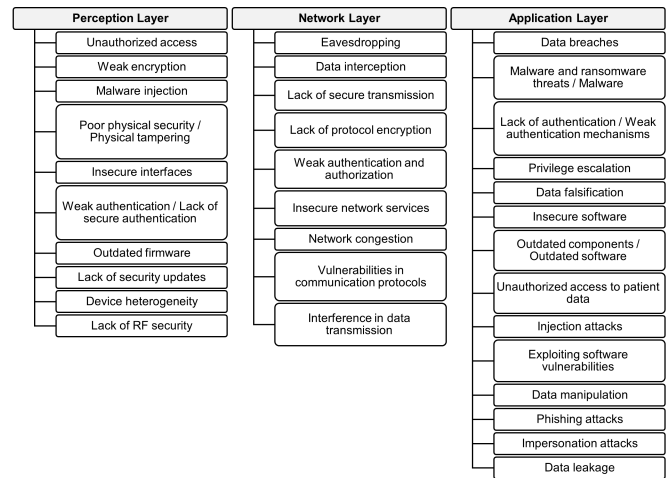 Perception Layer
Unauthorized access
Weak encryption
Malware injection
Poor physical security /
Physical tampering
Insecure interfaces
Weak authentication / Lack of
secure authentication
Outdated firmware
Lack of security updates
Device heterogeneity
Lack of RF security
Network Layer
Eavesdropping
Data interception
Lack of secure transmission
Lack of protocol encryption
Weak authentication and
authorization
Insecure network services
Network congestion
Vulnerabilities in
communication protocols
Interference in data
transmission
Application Layer
Data breaches
Malware and ransomware
threats / Malware
Lack of authentication / Weak
authentication mechanisms
Privilege escalation
Data falsification
Insecure software
Outdated components /
Outdated software
Unauthorized access to patient
data
Injection attacks
Exploiting software
vulnerabilities
Data manipulation
Phishing attacks
Impersonation attacks
Data leakage